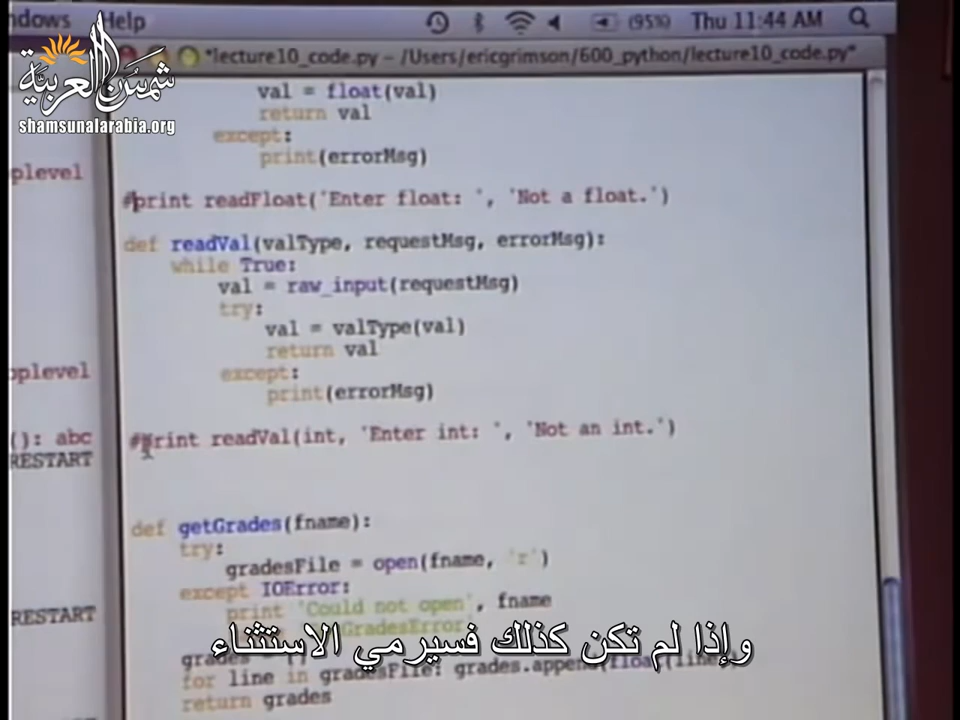 Help
(95%) Thu 11:44 AM
*lecture10_code.py – /Users/ericgrimson/600_python/lecture10_code.py*
شمس العربية
shamsunalarabia.org
val = float(val)
return val
except:
print(errorMsg)
#print readFloat('Enter float: ', 'Not a float.')
def readVal(valType, requestMsg, errorMsg):
while True:
val = raw_input(requestMsg)
try:
val = valType(val)
return val
except:
print(errorMsg)
(): abc
RESTART
#print readVal(int, 'Enter int: ', 'Not an int.')
def getGrades(fname):
try:
gradesFile = open(fname, 'r')
except IOError:
print 'Could not open', fname
RESTART
GradesError
وإذا لم تكن كذلك فسيرمي الاستثناء
grades = []
for line in gradesFile: grades.append(float(line
return grades